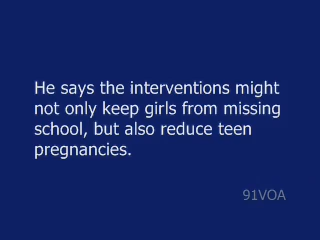 He says the interventions might
not only keep girls from missing
school, but also reduce teen
pregnancies.
91VOA